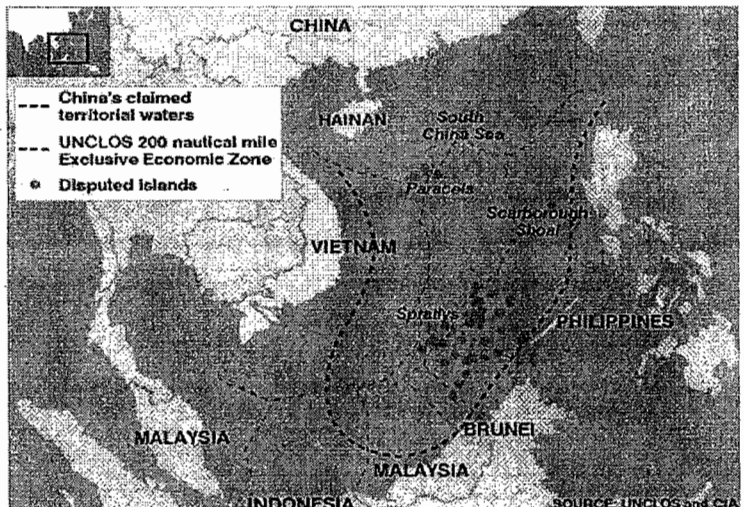 CHINA
China's claimed
territorial waters
UNCLOS 200 nautical mile
Exclusive Economic Zone
Disputed islands
HAINAN
South
China Sea
Paracels
Scarborough
Shoal
VIETNAM
Spratlys
PHILIPPINES
MALAYSIA
BRUNEI
MALAYSIA
INDONESIA
SOURCE: UNCLOS and CIA